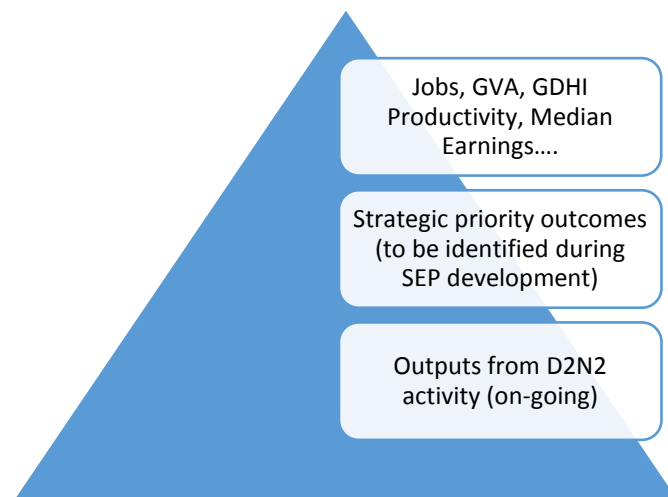 Jobs, GVA, GDHI
Productivity, Median
Earnings….
Strategic priority outcomes
(to be identified during
SEP development)
Outputs from D2N2
activity (on-going)